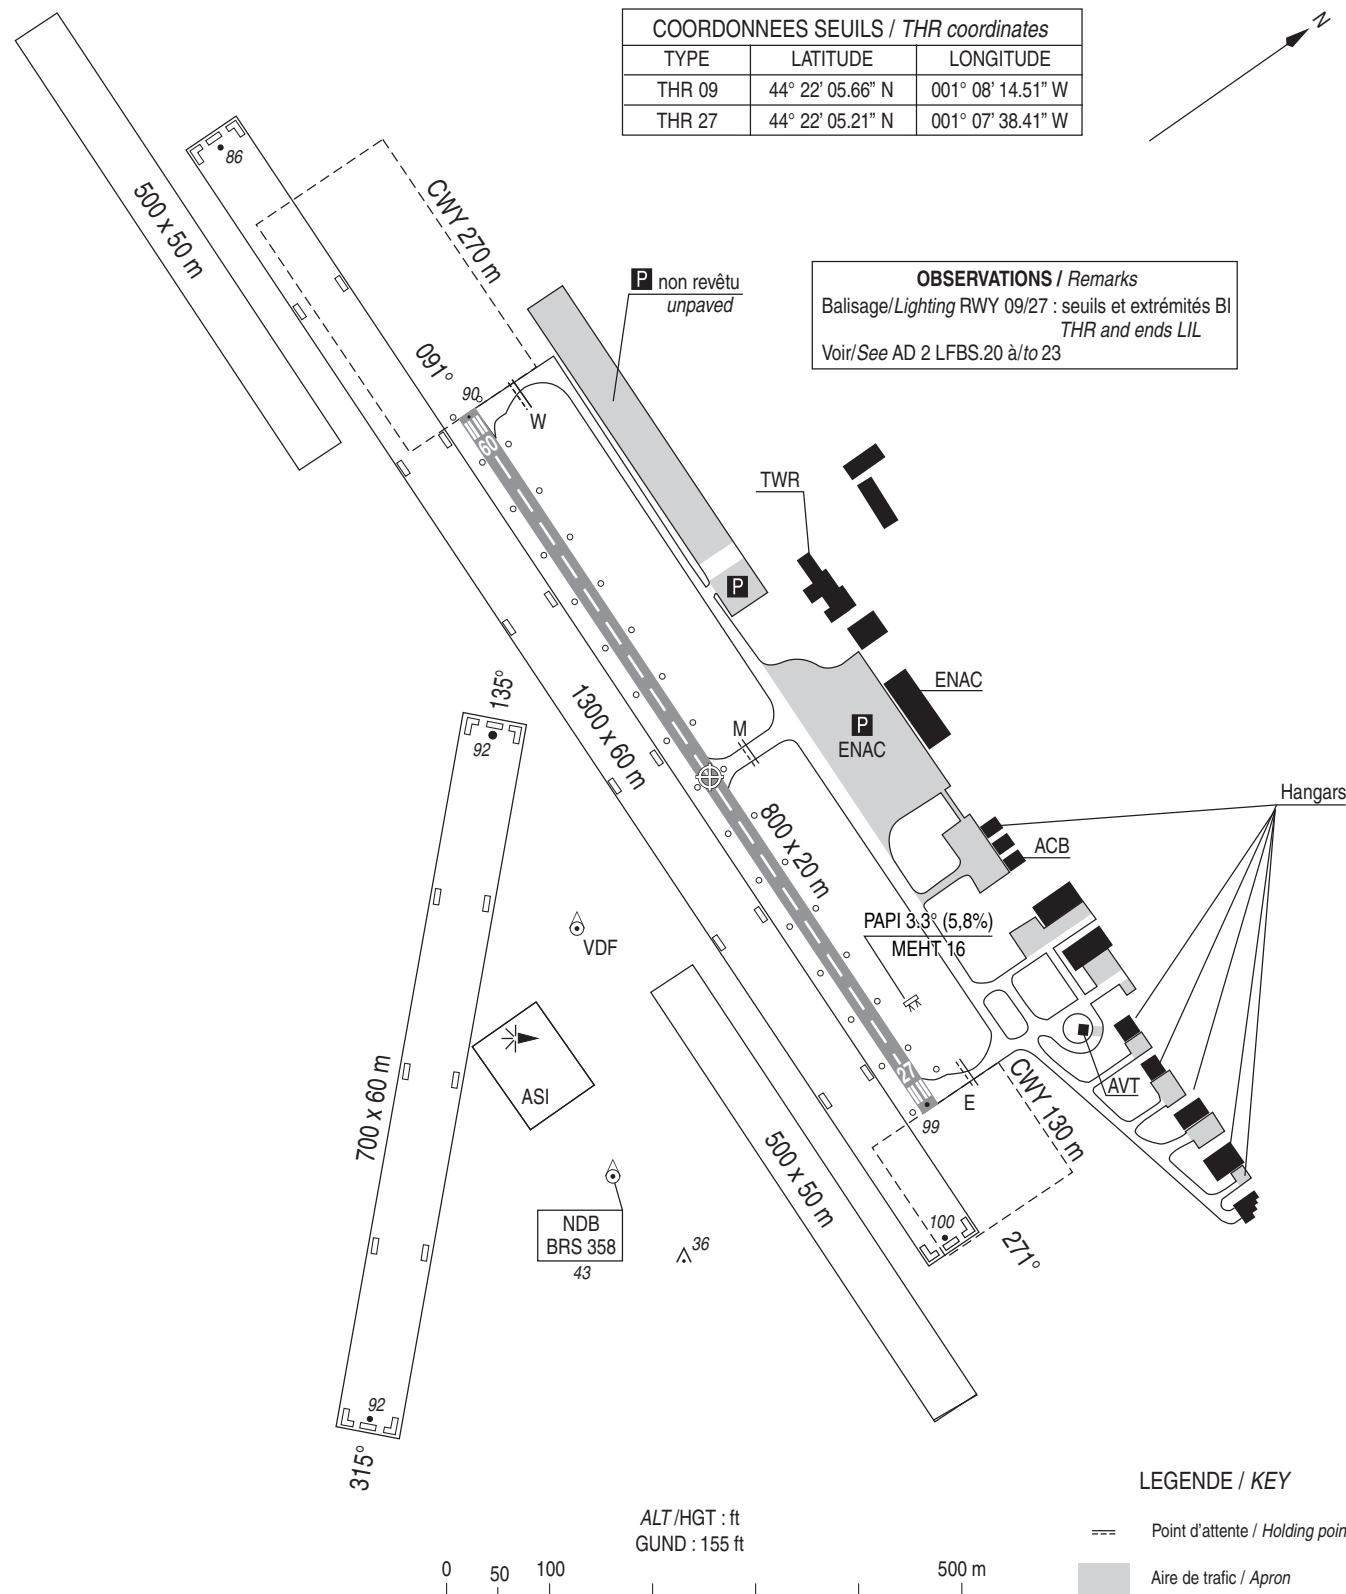 COORDONNEES SEUILS / THR coordinates
TYPE LATITUDE LONGITUDE
THR 09 44° 22' 05.66" N 001° 08' 14.51" W
THR 27 44° 22' 05.21" N 001° 07' 38.41" W
N
86
500 x 50 m
CWY 270 m
P non revêtu
unpaved
OBSERVATIONS / Remarks
Balisage/Lighting RWY 09/27 : seuils et extrémités BI
THR and ends LIL
Voir/See AD 2 LFBS.20 à/to 23
091°
90
W
09
TWR
P
135°
92
1300 x 60 m
M
P
ENAC
ENAC
Hangars
800 x 20 m
ACB
PAPI 3.3° (5,8%)
MEHT 16
VDF
ASI
700 x 60 m
27
E
99
CWY 130 m
AVT
500 x 50 m
NDB
BRS 358
43
36
100
271°
92
315°
LEGENDE / KEY
ALT /HGT : ft
GUND : 155 ft
Point d'attente / Holding poin
Aire de trafic / Apron
0 50 100 500 m